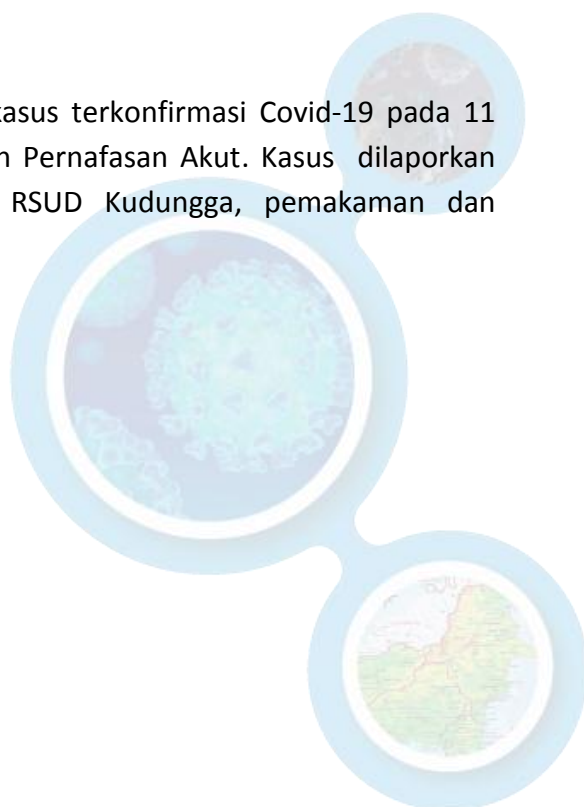 kasus terkonfirmasi Covid-19 pada 11
n Pernafasan Akut. Kasus dilaporkan
RSUD Kudungga, pemakaman dan